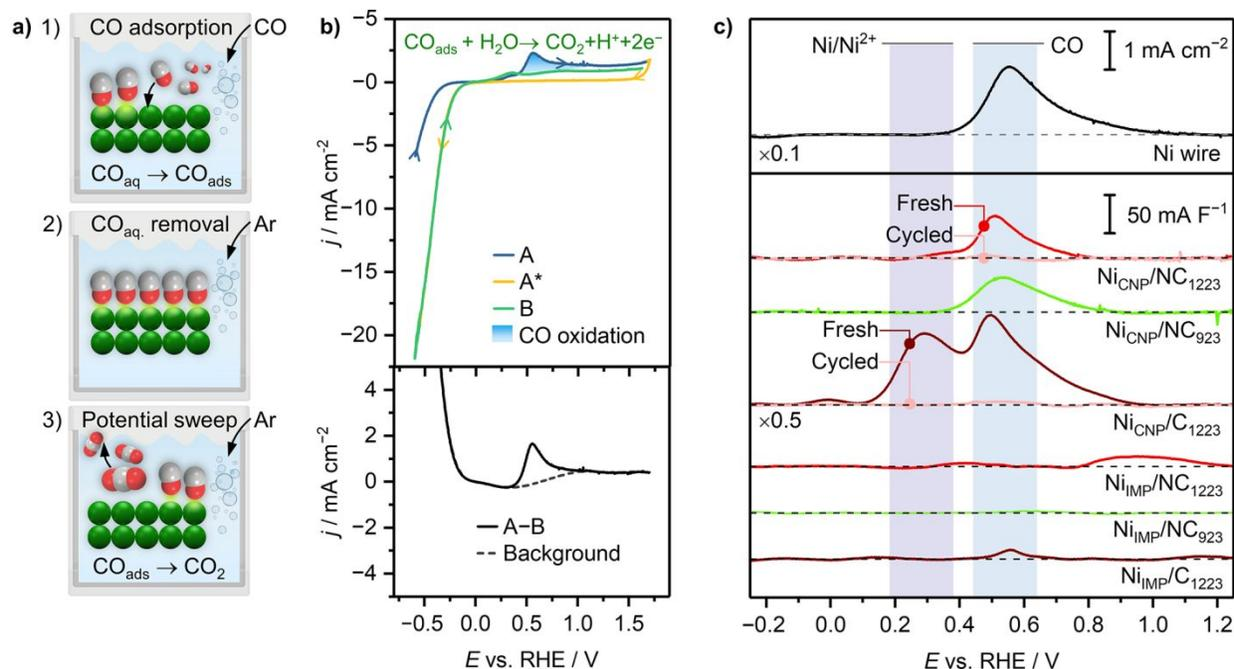 a)
1)
CO adsorption
CO
CO_aq → CO_ads
2)
CO_aq. removal
Ar
3)
Potential sweep
Ar
CO_ads → CO₂
b)
CO_ads + H₂O → CO₂+H⁺+2e⁻
−5
−0
−5
−10
−15
−20
j / mA cm⁻²
A
A*
B
CO oxidation
4
2
0
−2
−4
j / mA cm⁻²
A−B
Background
−0.5 0.0 0.5 1.0 1.5
E vs. RHE / V
c)
Ni/Ni²⁺
CO
1 mA cm⁻²
×0.1
Ni wire
50 mA F⁻¹
Fresh
Cycled
Ni_CNP/NC_1223
Ni_CNP/NC_923
Fresh
Cycled
×0.5
Ni_CNP/C_1223
Ni_IMP/NC_1223
Ni_IMP/NC_923
Ni_IMP/C_1223
−0.2 0.0 0.2 0.4 0.6 0.8 1.0 1.2
E vs. RHE / V